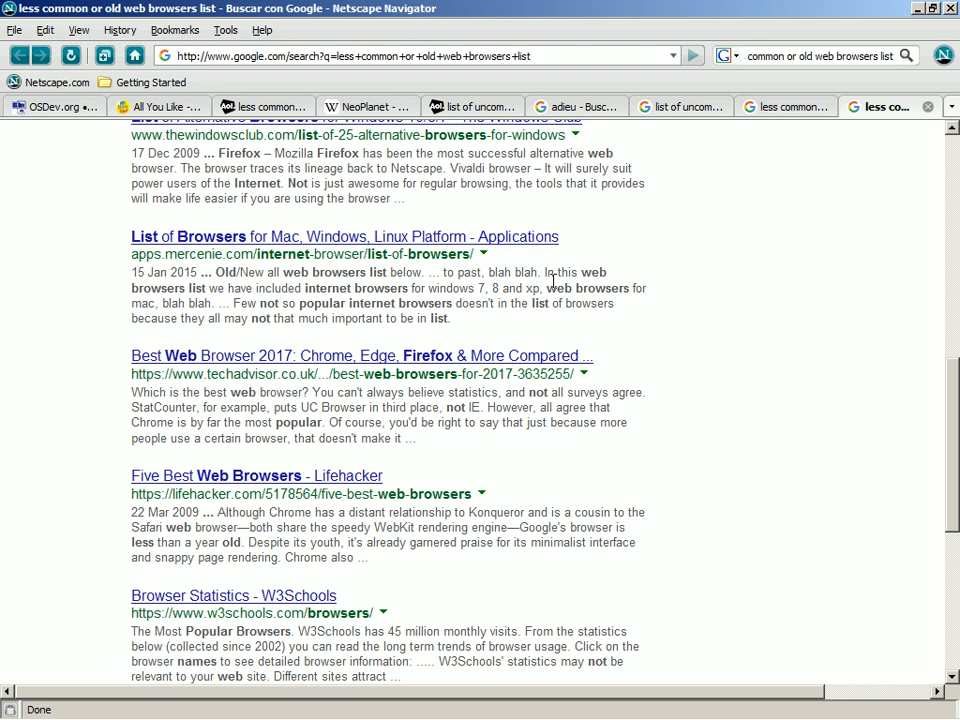 less common or old web browsers list - Buscar con Google - Netscape Navigator
File Edit View History Bookmarks Tools Help
http://www.google.com/search?q=less+common+or+old+web+browsers+list
common or old web browsers list
Netscape.com Getting Started
OSDev.org •...
All You Like -...
less common...
NeoPlanet - ...
list of uncom...
adieu - Busc...
list of uncom...
less common...
less co...
List of Alternative Browsers for Windows 10/8/7 - The Windows Club
www.thewindowsclub.com/list-of-25-alternative-browsers-for-windows
17 Dec 2009 ... Firefox – Mozilla Firefox has been the most successful alternative web
browser. The browser traces its lineage back to Netscape. Vivaldi browser – It will surely suit
power users of the Internet. Not is just awesome for regular browsing, the tools that it provides
will make life easier if you are using the browser ...
List of Browsers for Mac, Windows, Linux Platform - Applications
apps.mercenie.com/internet-browser/list-of-browsers/
15 Jan 2015 ... Old/New all web browsers list below. ... to past, blah blah. In this web
browsers list we have included internet browsers for windows 7, 8 and xp, web browsers for
mac, blah blah. ... Few not so popular internet browsers doesn't in the list of browsers
because they all may not that much important to be in list.
Best Web Browser 2017: Chrome, Edge, Firefox & More Compared ...
https://www.techadvisor.co.uk/.../best-web-browsers-for-2017-3635255/
Which is the best web browser? You can't always believe statistics, and not all surveys agree.
StatCounter, for example, puts UC Browser in third place, not IE. However, all agree that
Chrome is by far the most popular. Of course, you'd be right to say that just because more
people use a certain browser, that doesn't make it ...
Five Best Web Browsers - Lifehacker
https://lifehacker.com/5178564/five-best-web-browsers
22 Mar 2009 ... Although Chrome has a distant relationship to Konqueror and is a cousin to the
Safari web browser—both share the speedy WebKit rendering engine—Google's browser is
less than a year old. Despite its youth, it's already garnered praise for its minimalist interface
and snappy page rendering. Chrome also ...
Browser Statistics - W3Schools
https://www.w3schools.com/browsers/
The Most Popular Browsers. W3Schools has 45 million monthly visits. From the statistics
below (collected since 2002) you can read the long term trends of browser usage. Click on the
browser names to see detailed browser information: ..... W3Schools' statistics may not be
relevant to your web site. Different sites attract ...
Done